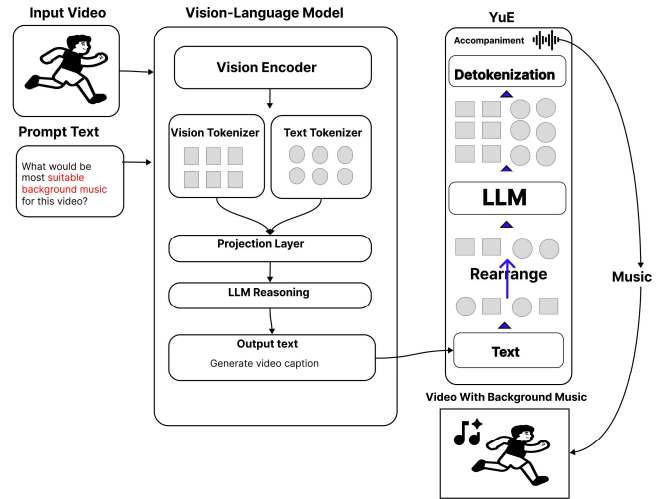 Input Video
Prompt Text
What would be
most suitable
background music
for this video?
Vision-Language Model
Vision Encoder
Vision Tokenizer
Text Tokenizer
Projection Layer
LLM Reasoning
Output text
Generate video caption
YuE
Accompaniment
Detokenization
LLM
Rearrange
Text
Music
Video With Background Music